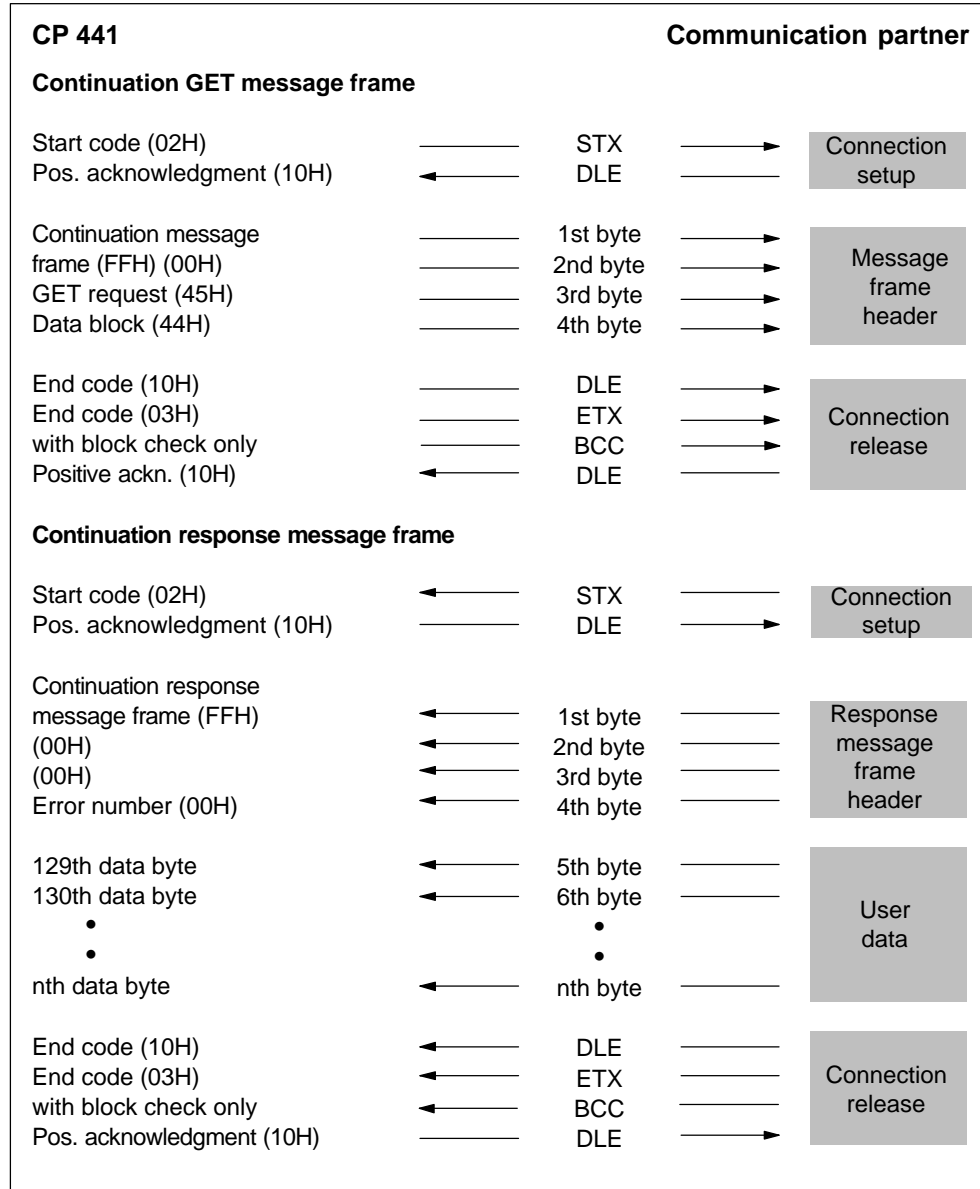 CP 441 Communication partner
Continuation GET message frame
Start code (02H) STX Connection
Pos. acknowledgment (10H) DLE setup
Continuation message 1st byte
frame (FFH) (00H) 2nd byte Message
GET request (45H) 3rd byte frame
Data block (44H) 4th byte header
End code (10H) DLE
End code (03H) ETX Connection
with block check only BCC release
Positive ackn. (10H) DLE
Continuation response message frame
Start code (02H) STX Connection
Pos. acknowledgment (10H) DLE setup
Continuation response
message frame (FFH) 1st byte Response
(00H) 2nd byte message
(00H) 3rd byte frame
Error number (00H) 4th byte header
129th data byte 5th byte
130th data byte 6th byte User
• • data
• •
nth data byte nth byte
End code (10H) DLE
End code (03H) ETX Connection
with block check only BCC release
Pos. acknowledgment (10H) DLE